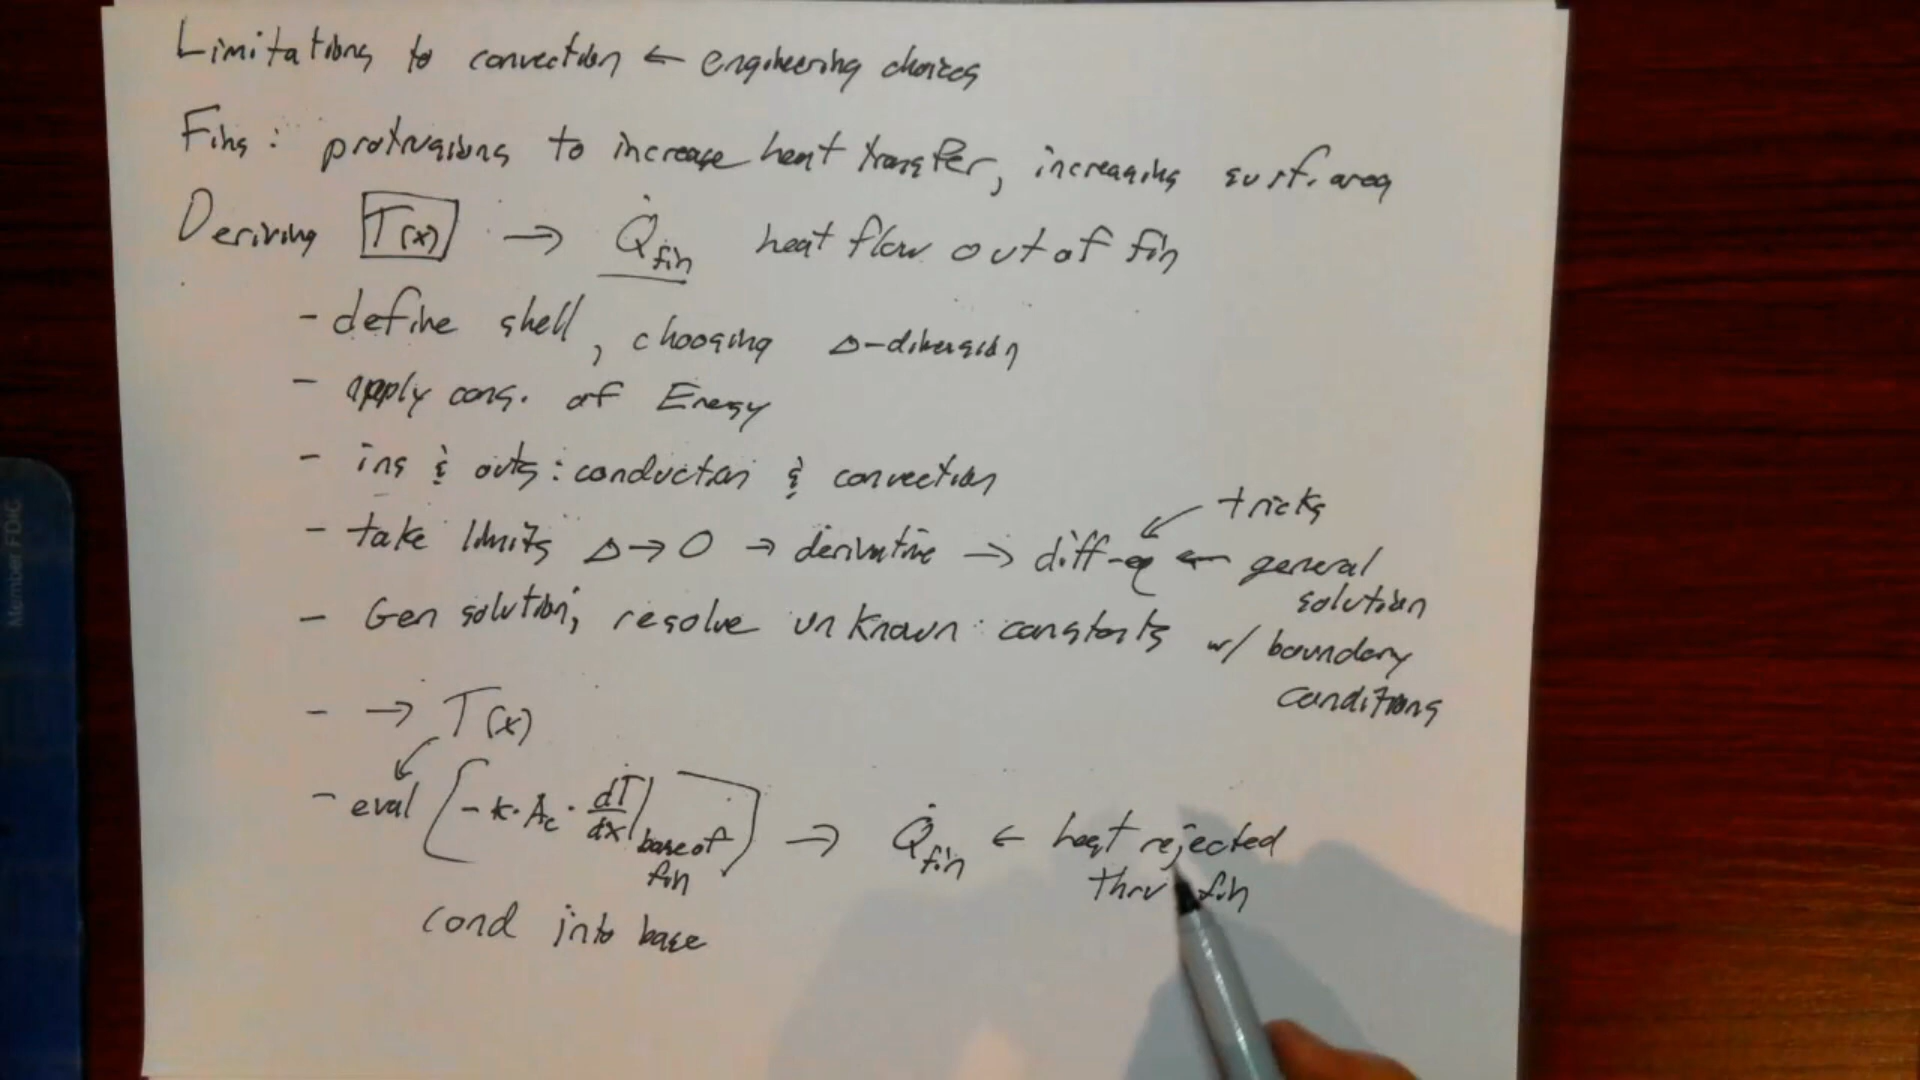 Limitations to convection ← engineering choices
Fins: protrusions to increase heat transfer, increasing surf. area
Deriving T(x) → Q̇fin heat flow out of fin
- define shell, choosing Δ-dimension
- apply cons. of Energy
- ins & outs: conduction & convection
tricks
- take limits Δ→0 → derivative → diff-eq ← general
solution
- Gen solution; resolve unknown constants w/ boundary
conditions
- → T(x)
- eval [-k·Ac·dT/dx|base of fin] → Q̇fin ← heat rejected
thru fin
cond into base
Member FDIC